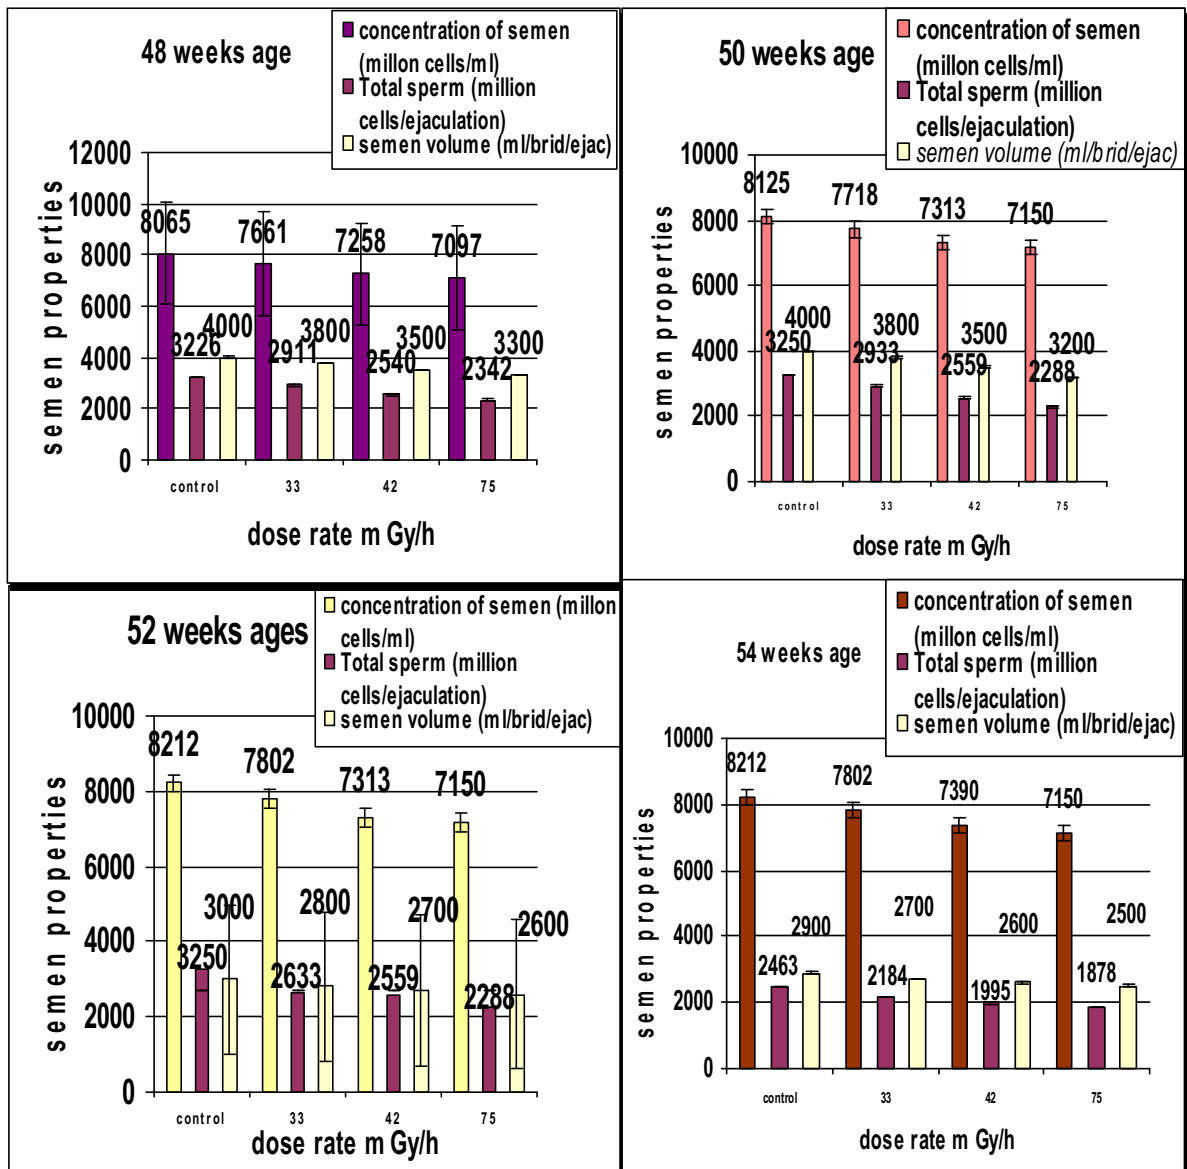 48 weeks age
concentration of semen
(millon cells/ml)
Total sperm (million
cells/ejaculation)
semen volume (ml/brid/ejac)
semen properties
12000
10000
8000
6000
4000
2000
0
8065
7661
7258
7097
3226
4000
2911
3800
2540
3500
2342
3300
control 33 42 75
dose rate m Gy/h
50 weeks age
concentration of semen
(millon cells/ml)
Total sperm (million
cells/ejaculation)
semen volume (ml/brid/ejac)
semen properties
10000
8000
6000
4000
2000
0
8125
7718
7313
7150
3250
4000
2933
3800
2559
3500
2288
3200
control 33 42 75
dose rate m Gy/h
52 weeks ages
concentration of semen (millon
cells/ml)
Total sperm (million
cells/ejaculation)
semen volume (ml/brid/ejac)
semen properties
10000
8000
6000
4000
2000
0
8212
7802
7313
7150
3250
3000
2633
2800
2559
2700
2288
2600
control 33 42 75
dose rate m Gy/h
54 weeks age
concentration of semen
(millon cells/ml)
Total sperm (million
cells/ejaculation)
semen volume (ml/brid/ejac)
semen properties
10000
8000
6000
4000
2000
0
8212
7802
7390
7150
2463
2900
2184
2700
1995
2600
1878
2500
control 33 42 75
dose rate m Gy/h